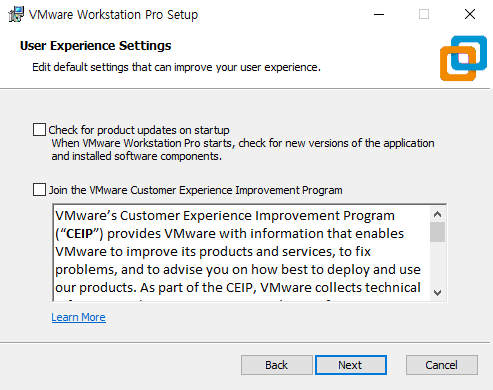 VMware Workstation Pro Setup
User Experience Settings
Edit default settings that can improve your user experience.
Check for product updates on startup
When VMware Workstation Pro starts, check for new versions of the application
and installed software components.
Join the VMware Customer Experience Improvement Program
VMware's Customer Experience Improvement Program
("CEIP") provides VMware with information that enables
VMware to improve its products and services, to fix
problems, and to advise you on how best to deploy and use
our products. As part of the CEIP, VMware collects technical
Learn More
Back
Next
Cancel